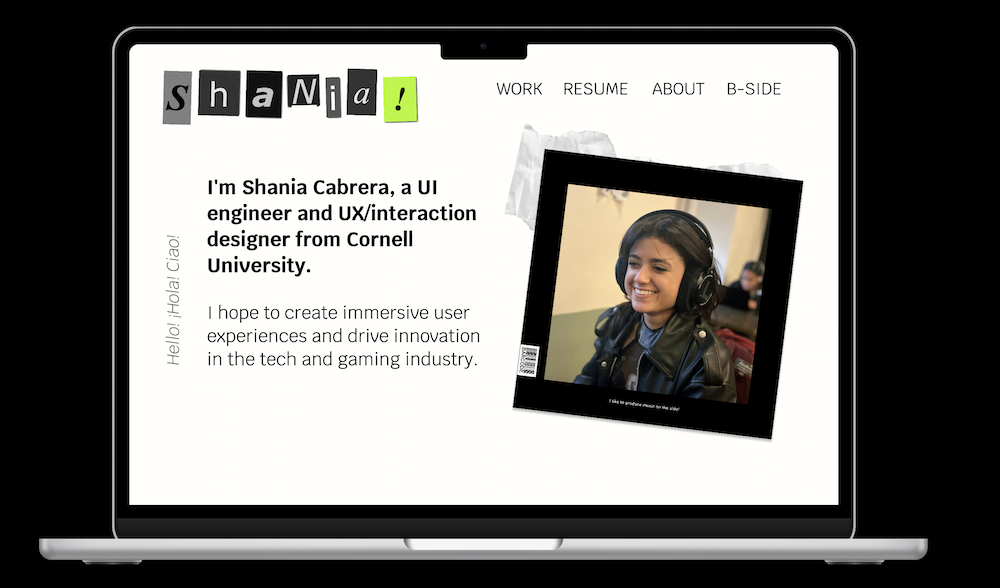 ShaNia!
WORK RESUME ABOUT B-SIDE
I'm Shania Cabrera, a UI
engineer and UX/interaction
designer from Cornell
University.
Hello! ¡Hola! Ciao!
I hope to create immersive user
experiences and drive innovation
in the tech and gaming industry.
I like to produce music on the side!